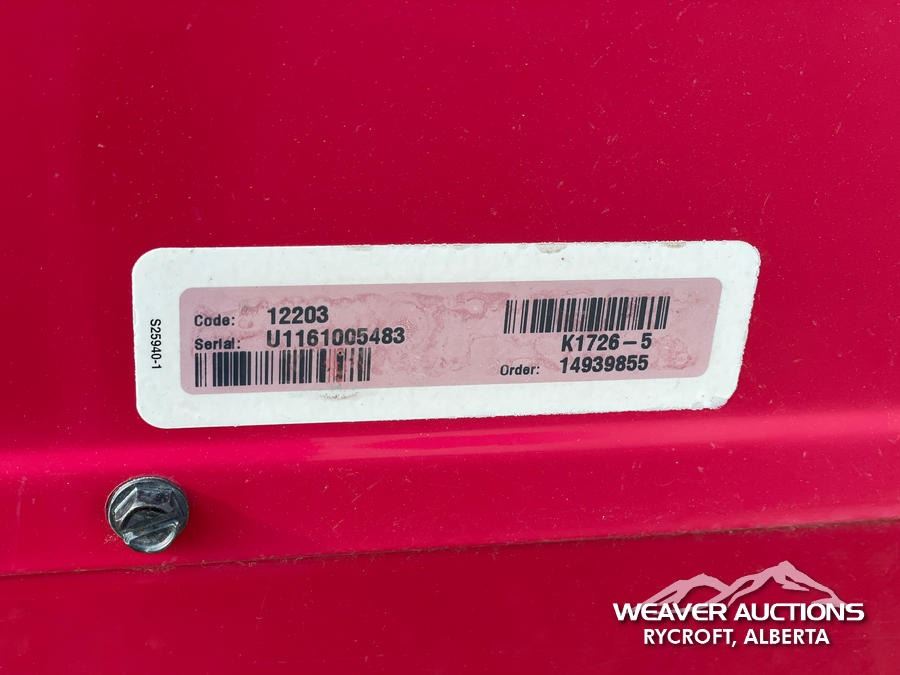 S25940-1
Code: 12203
Serial: U1161005483
K1726-5
Order: 14939855
WEAVER AUCTIONS
RYCROFT, ALBERTA